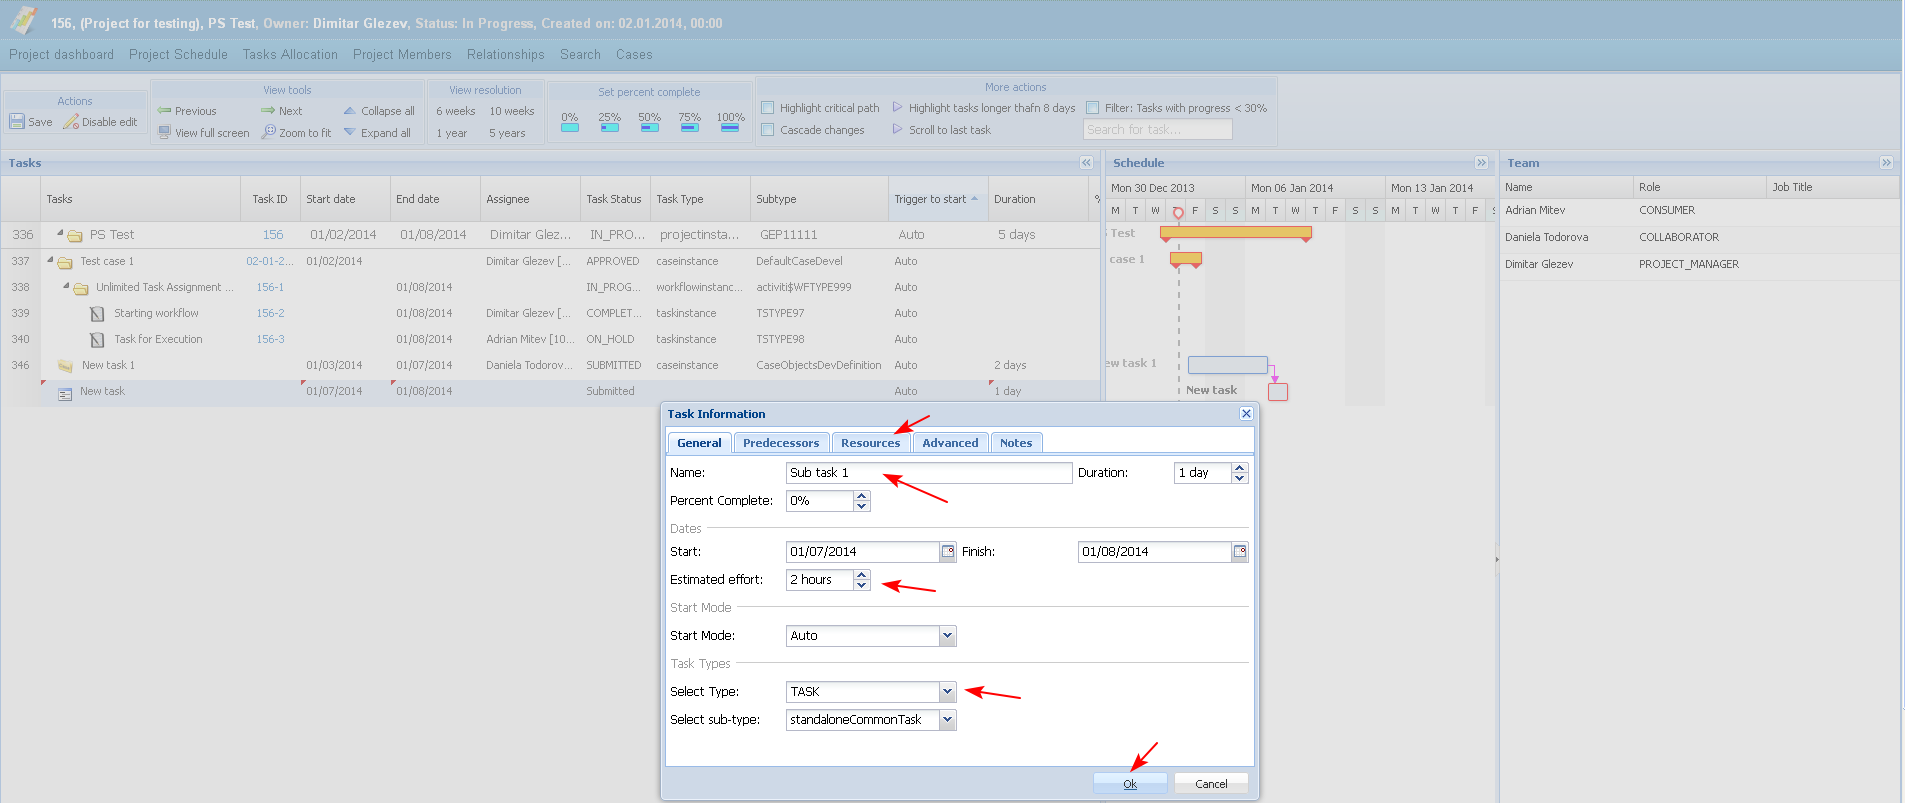 156, (Project for testing), PS Test, Owner: Dimitar Glezev, Status: In Progress, Created on: 02.01.2014, 00:00
Project dashboard Project Schedule Tasks Allocation Project Members Relationships Search Cases
Actions
Save Disable edit
View tools
Previous Next Collapse all
View full screen Zoom to fit Expand all
View resolution
6 weeks 10 weeks
1 year 5 years
Set percent complete
0% 25% 50% 75% 100%
More actions
Highlight critical path Highlight tasks longer thafn 8 days Filter: Tasks with progress < 30%
Cascade changes Scroll to last task Search for task...
Tasks
Tasks Task ID Start date End date Assignee Task Status Task Type Subtype Trigger to start Duration %
336 PS Test 156 01/02/2014 01/08/2014 Dimitar Glez... IN_PRO... projectinsta... GEP11111 Auto 5 days
337 Test case 1 02-01-2... 01/02/2014 Dimitar Glezev [... APPROVED caseinstance DefaultCaseDevel Auto
338 Unlimited Task Assignment ... 156-1 01/08/2014 IN_PROG... workflowinstanc... activiti$WFTYPE999 Auto
339 Starting workflow 156-2 01/08/2014 Dimitar Glezev [... COMPLET... taskinstance TSTYPE97 Auto
340 Task for Execution 156-3 01/08/2014 Adrian Mitev [10... ON_HOLD taskinstance TSTYPE98 Auto
346 New task 1 01/03/2014 01/07/2014 Daniela Todorov... SUBMITTED caseinstance CaseObjectsDevDefinition Auto 2 days
New task 01/07/2014 01/08/2014 Submitted Auto 1 day
Schedule
Mon 30 Dec 2013 Mon 06 Jan 2014 Mon 13 Jan 2014
M T W T F S S M T W T F S S M T W T F S
Test
case 1
ew task 1
New task
Team
Name Role Job Title
Adrian Mitev CONSUMER
Daniela Todorova COLLABORATOR
Dimitar Glezev PROJECT_MANAGER
Task Information
General Predecessors Resources Advanced Notes
Name: Sub task 1 Duration: 1 day
Percent Complete: 0%
Dates
Start: 01/07/2014 Finish: 01/08/2014
Estimated effort: 2 hours
Start Mode
Start Mode: Auto
Task Types
Select Type: TASK
Select sub-type: standaloneCommonTask
Ok Cancel